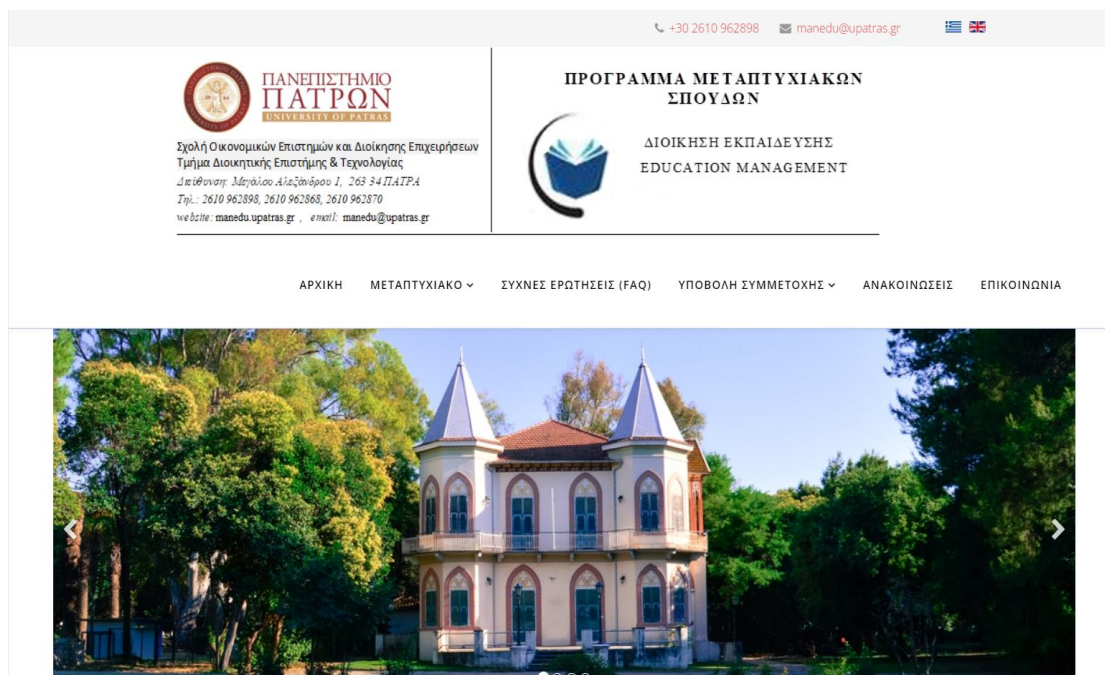 +30 2610 962898 manedu@upatras.gr
ΠΑΝΕΠΙΣΤΗΜΙΟ
ΠΑΤΡΩΝ
UNIVERSITY OF PATRAS
Σχολή Οικονομικών Επιστημών και Διοίκησης Επιχειρήσεων
Τμήμα Διοικητικής Επιστήμης & Τεχνολογίας
Διεύθυνση: Μεγάλου Αλεξάνδρου 1, 263 34 ΠΑΤΡΑ
Τηλ.: 2610 962898, 2610 962868, 2610 962870
website: manedu.upatras.gr , email: manedu@upatras.gr
ΠΡΟΓΡΑΜΜΑ ΜΕΤΑΠΤΥΧΙΑΚΩΝ
ΣΠΟΥΔΩΝ
ΔΙΟΙΚΗΣΗ ΕΚΠΑΙΔΕΥΣΗΣ
EDUCATION MANAGEMENT
ΑΡΧΙΚΗ ΜΕΤΑΠΤΥΧΙΑΚΟ ΣΥΧΝΕΣ ΕΡΩΤΗΣΕΙΣ (FAQ) ΥΠΟΒΟΛΗ ΣΥΜΜΕΤΟΧΗΣ ΑΝΑΚΟΙΝΩΣΕΙΣ ΕΠΙΚΟΙΝΩΝΙΑ